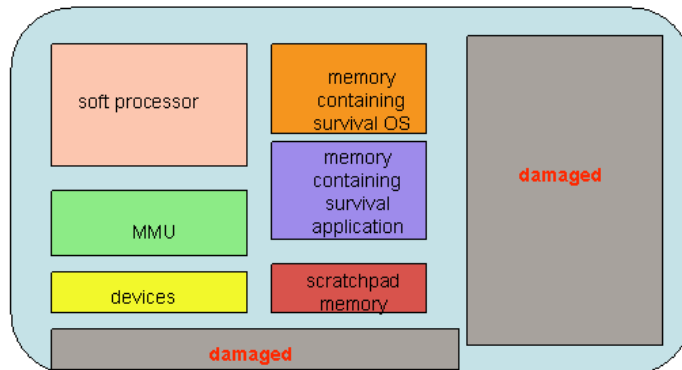 soft processor
MMU
devices
memory
containing
survival OS
memory
containing
survival
application
scratchpad
memory
damaged
damaged